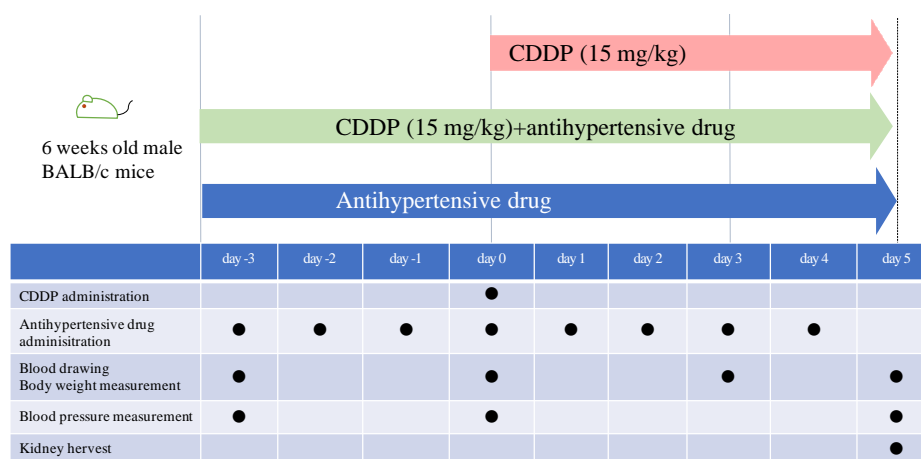 CDDP (15 mg/kg)
CDDP (15 mg/kg)+antihypertensive drug
6 weeks old male
BALB/c mice
Antihypertensive drug
day -3 day -2 day -1 day 0 day 1 day 2 day 3 day 4 day 5
CDDP administration
Antihypertensive drug
adminisitration
Blood drawing
Body weight measurement
Blood pressure measurement
Kidney hervest